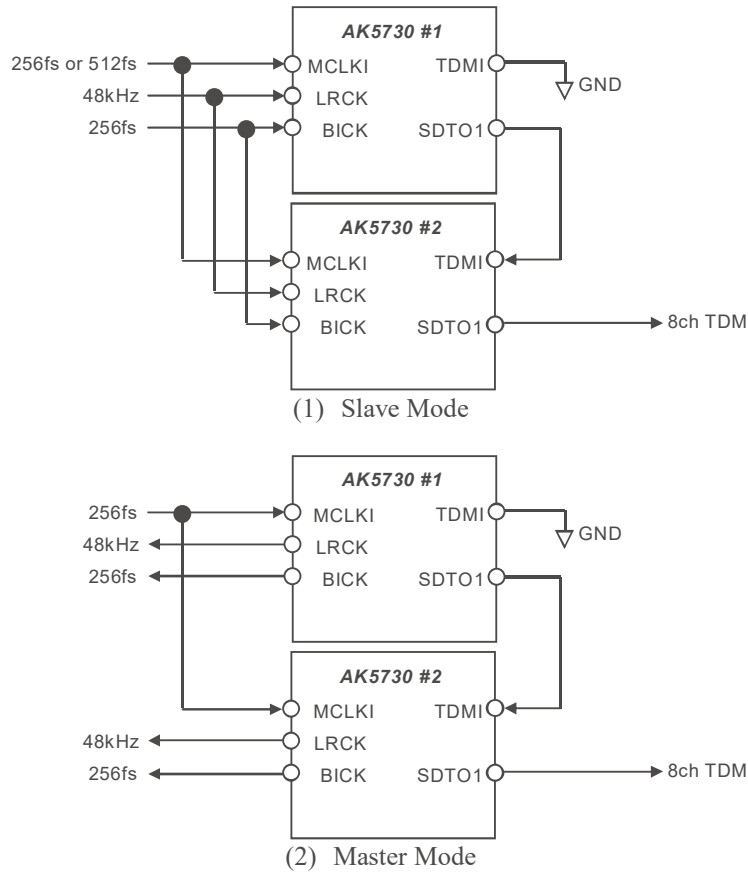 AK5730 #1
256fs or 512fs
MCLKI
TDMI
GND
48kHz
LRCK
256fs
BICK
SDTO1
AK5730 #2
MCLKI
TDMI
LRCK
BICK
SDTO1
8ch TDM
(1) Slave Mode
AK5730 #1
256fs
MCLKI
TDMI
GND
48kHz
LRCK
256fs
BICK
SDTO1
AK5730 #2
MCLKI
TDMI
48kHz
LRCK
256fs
BICK
SDTO1
8ch TDM
(2) Master Mode